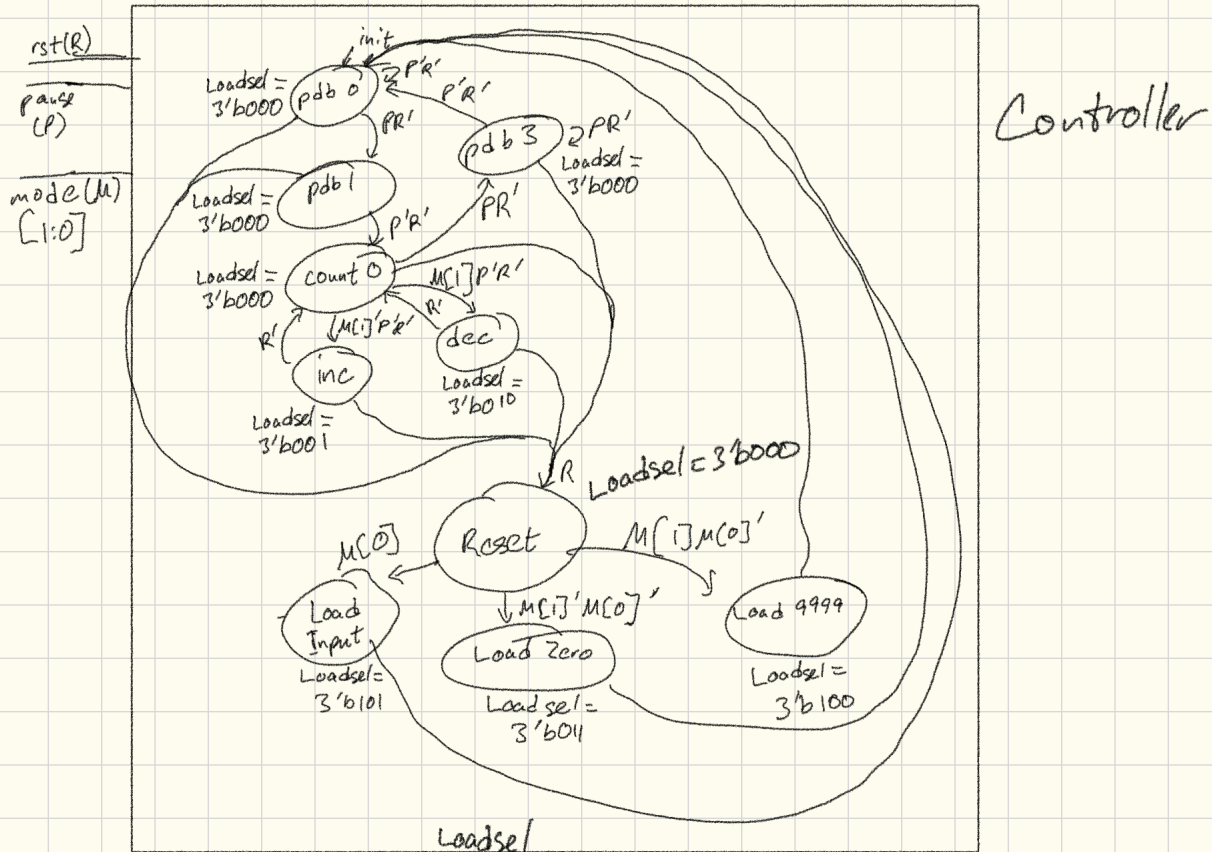 Controller
rst(R)
pause
(P)
mode(M)
[1:0]
init
Loadsel =
3'b000
pdb 0
P'R'
P'R'
PR'
pdb 3
PR'
Loadsel =
3'b000
Loadsel =
3'b000
pdb1
P'R'
PR'
Loadsel =
3'b000
count 0
M[1]P'R'
R'
M[1]'P'R'
R'
dec
Loadsel =
3'b010
inc
Loadsel =
3'b001
R
Loadsel = 3'b000
Reset
M[0]
M[1]M[0]'
M[1]'M[0]'
Load
Input
Loadsel=
3'b101
Load Zero
Loadsel =
3'b011
Load 9999
Loadsel =
3'b100
Loadsel